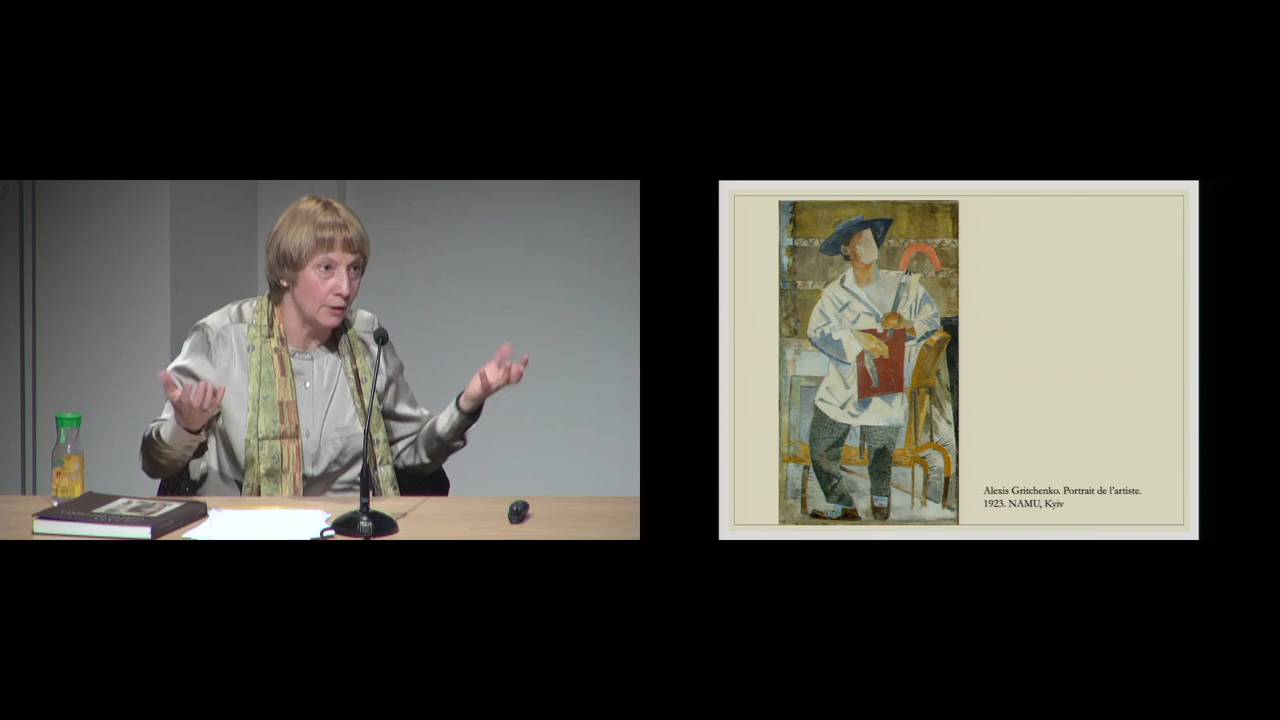 Alexis Gritchenko. Portrait de l'artiste.
1923. NAMU, Kyiv